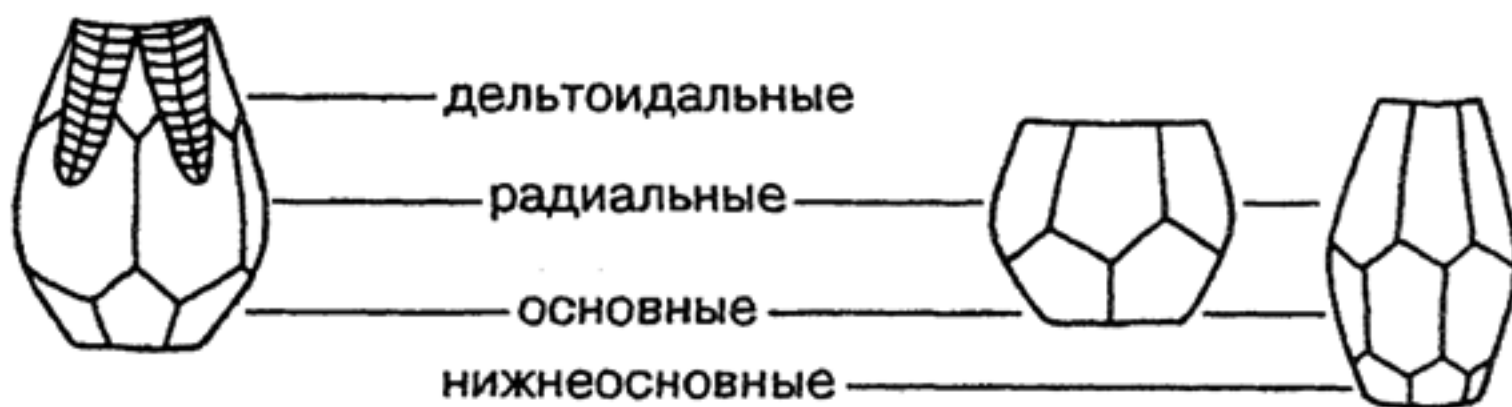 дельтоидальные
радиальные
основные
нижнеосновные